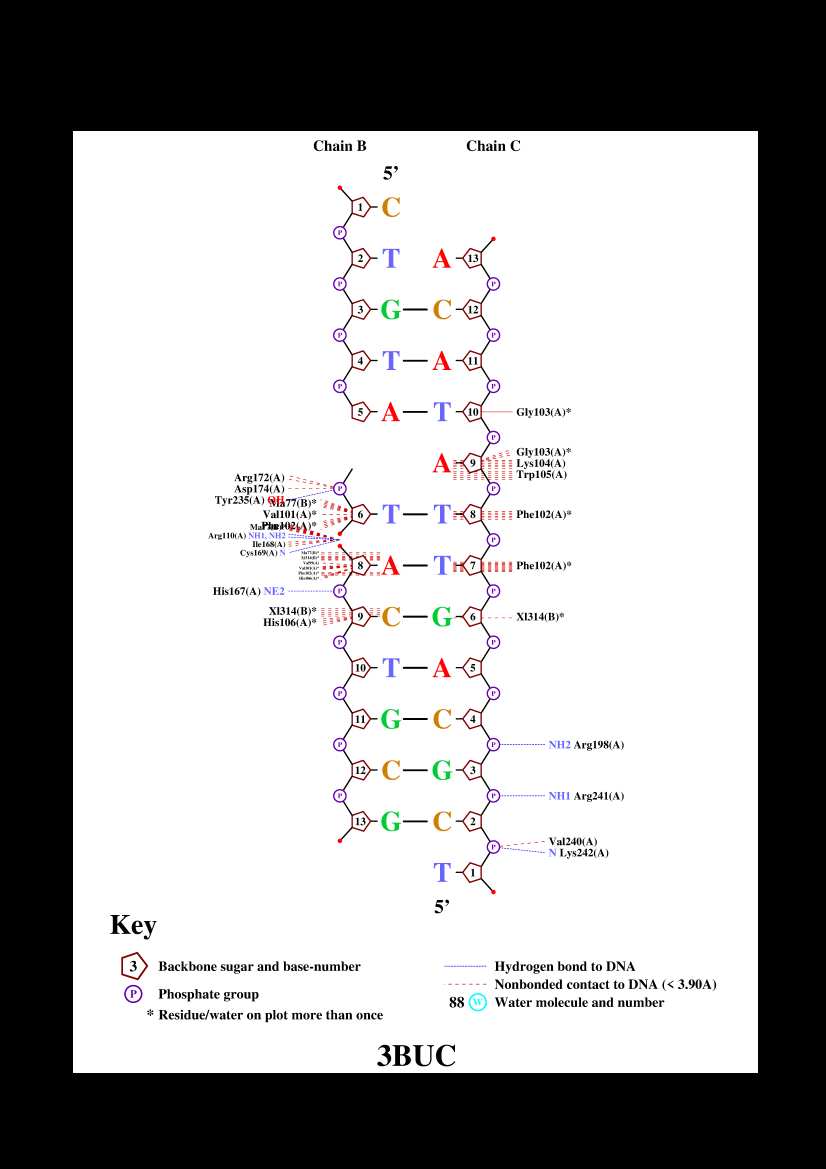 Chain B Chain C
5’
1 C
P
2 T A 13
P P
3 G C 12
P P
4 T A 11
P P
5 A T 10 Gly103(A)*
P
Gly103(A)*
A 9 Lys104(A)
Trp105(A)
Arg172(A)
Asp174(A) P P
Tyr235(A) OH
Ma77(B)*
Val101(A)* 6 T T 8 Phe102(A)*
Phe102(A)*
Arg110(A) NH1, NH2 P
Ile168(A)
Cys169(A) N
8 A T 7 Phe102(A)*
His167(A) NE2 P P
Xl314(B)* 9 C G 6 Xl314(B)*
His106(A)*
P P
10 T A 5
P P
11 G C 4
P P NH2 Arg198(A)
12 C G 3
P P NH1 Arg241(A)
13 G C 2
Val240(A)
P N Lys242(A)
T 1
5’
Key
3 Backbone sugar and base-number
P Phosphate group
* Residue/water on plot more than once
Hydrogen bond to DNA
Nonbonded contact to DNA (< 3.90A)
88 W Water molecule and number
3BUC